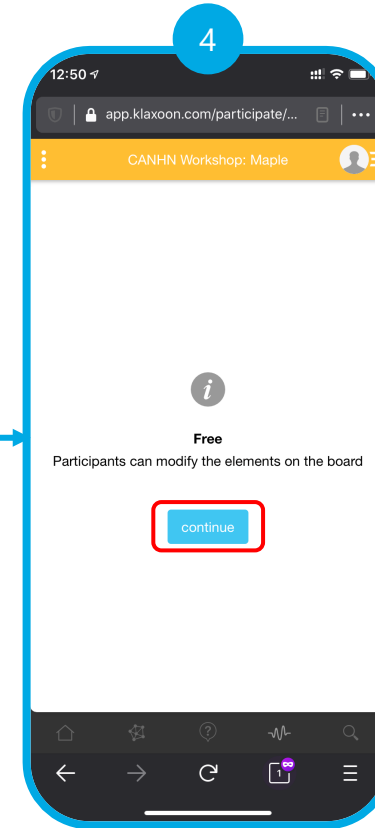 4
12:50
app.klaxoon.com/participate/...
CANHN Workshop: Maple
i
Free
Participants can modify the elements on the board
continue
?
1